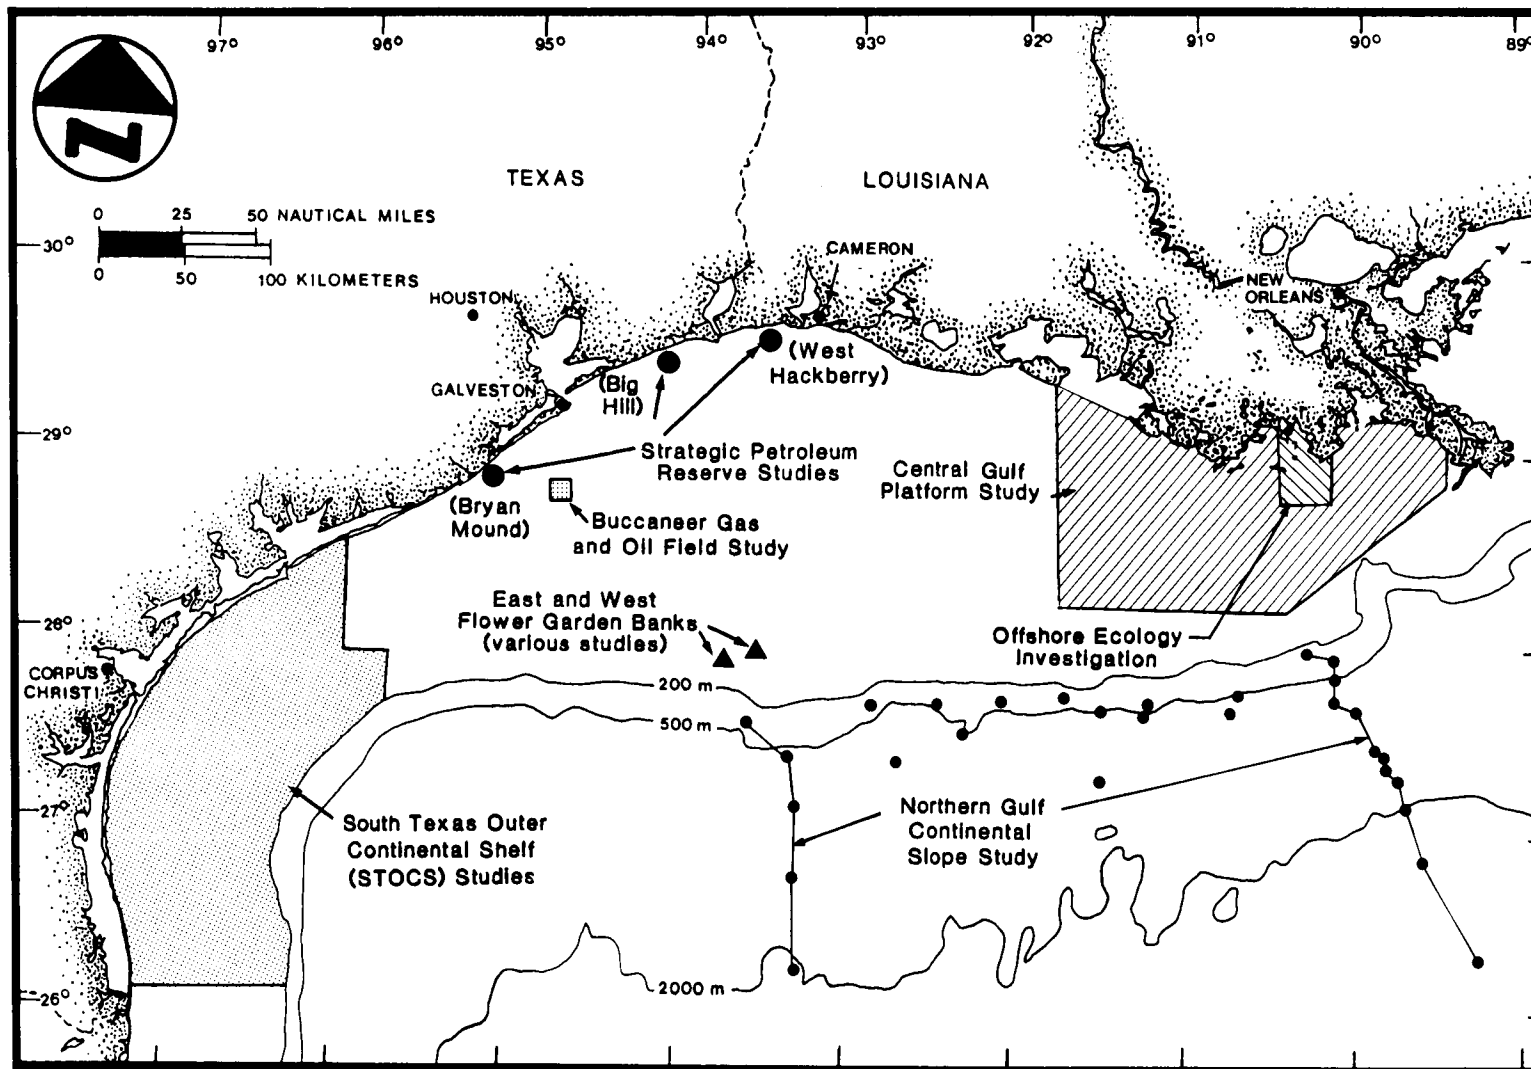 97° 96° 95° 94° 93° 92° 91° 90° 89°
N
TEXAS
LOUISIANA
0 25 50 NAUTICAL MILES
0 50 100 KILOMETERS
30°
29°
28°
27°
26°
HOUSTON
CAMERON
NEW
ORLEANS
GALVESTON
(Big
Hill)
(West
Hackberry)
Strategic Petroleum
Reserve Studies
(Bryan
Mound)
Buccaneer Gas
and Oil Field Study
Central Gulf
Platform Study
East and West
Flower Garden Banks
(various studies)
Offshore Ecology
Investigation
CORPUS
CHRISTI
200 m
500 m
South Texas Outer
Continental Shelf
(STOCS) Studies
Northern Gulf
Continental
Slope Study
2000 m